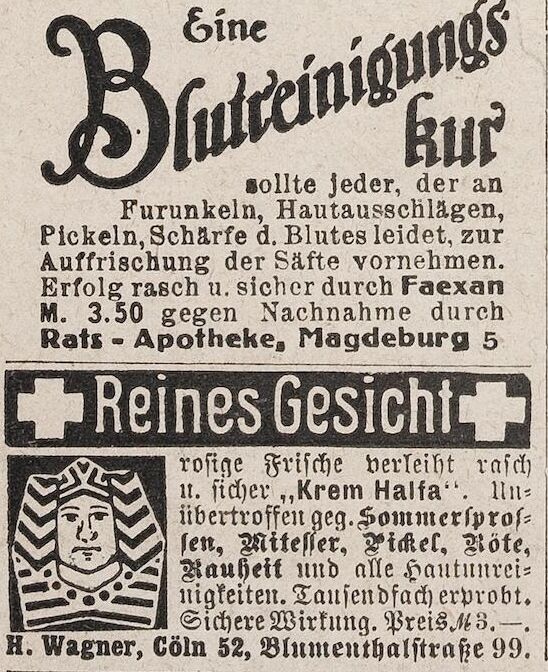 Eine
Blutreinigungs
kur
sollte jeder, der an
Furunkeln, Hautausschlägen,
Pickeln, Schärfe d. Blutes leidet, zur
Auffrischung der Säfte vornehmen.
Erfolg rasch u. sicher durch Faexan
M. 3.50 gegen Nachnahme durch
Rats - Apotheke, Magdeburg 5
Reines Gesicht
rosige Frische verleiht rasch
u. sicher „Krem Halfa“. Un=
übertroffen geg. Sommerspros=
sen, Mitesser, Pickel, Röte,
Rauheit und alle Hautunrei=
nigkeiten. Tausendfach erprobt.
Sichere Wirkung. Preis M 3.—.
H. Wagner, Cöln 52, Blumenthalstraße 99.